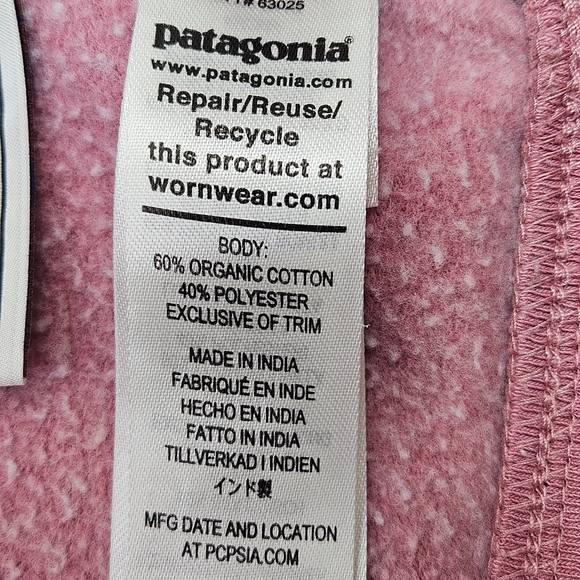 # 63025
patagonia®
www.patagonia.com
Repair/Reuse/
Recycle
this product at
wornwear.com
BODY:
60% ORGANIC COTTON
40% POLYESTER
EXCLUSIVE OF TRIM
MADE IN INDIA
FABRIQUÉ EN INDE
HECHO EN INDIA
FATTO IN INDIA
TILLVERKAD I INDIEN
インド製
MFG DATE AND LOCATION
AT PCPSIA.COM